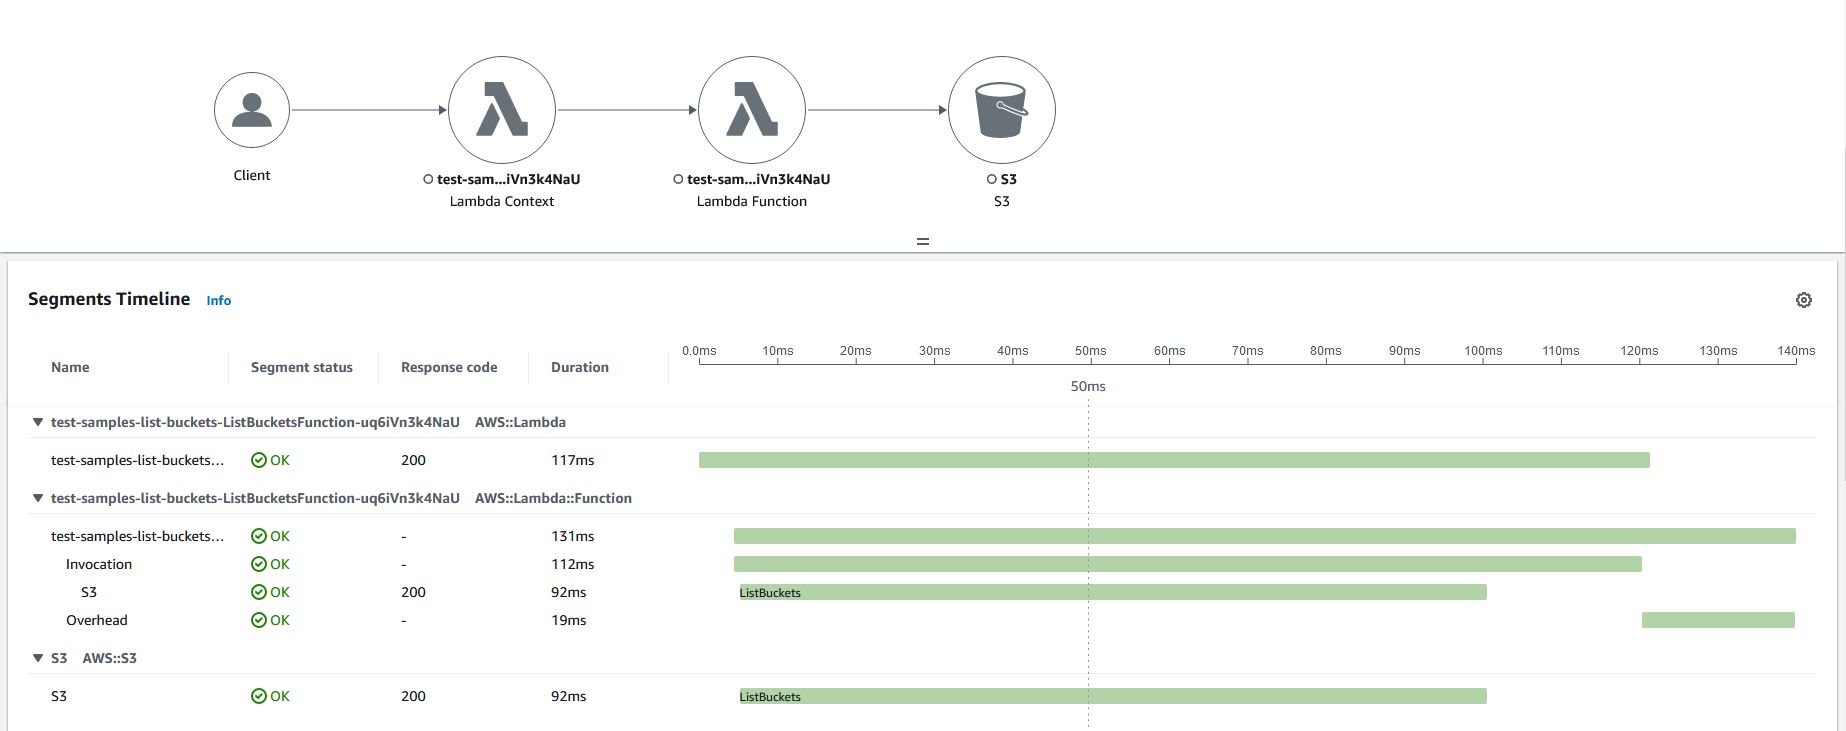 Client
test-sam...iVn3k4NaU
Lambda Context
test-sam...iVn3k4NaU
Lambda Function
S3
S3
Segments Timeline Info
Name Segment status Response code Duration
0.0ms 10ms 20ms 30ms 40ms 50ms 60ms 70ms 80ms 90ms 100ms 110ms 120ms 130ms 140ms
50ms
test-samples-list-buckets-ListBucketsFunction-uq6iVn3k4NaU AWS::Lambda
test-samples-list-buckets... OK 200 117ms
test-samples-list-buckets-ListBucketsFunction-uq6iVn3k4NaU AWS::Lambda::Function
test-samples-list-buckets... OK - 131ms
Invocation OK - 112ms
S3 OK 200 92ms ListBuckets
Overhead OK - 19ms
S3 AWS::S3
S3 OK 200 92ms ListBuckets